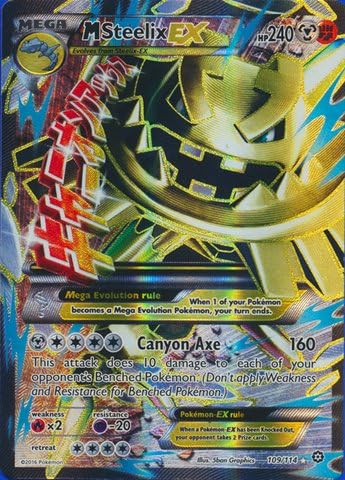 MEGA
M Steelix EX
HP 240
Evolves from Steelix-EX
Mega Evolution rule
When 1 of your Pokémon
becomes a Mega Evolution Pokémon, your turn ends.
Canyon Axe 160
This attack does 10 damage to each of your
opponent's Benched Pokémon. (Don't apply Weakness
and Resistance for Benched Pokémon.)
weakness
×2
resistance
-20
retreat
Pokémon-EX rule
When a Pokémon-EX has been Knocked Out,
your opponent takes 2 Prize cards.
©2016 Pokémon
Illus. 5ban Graphics
109/114